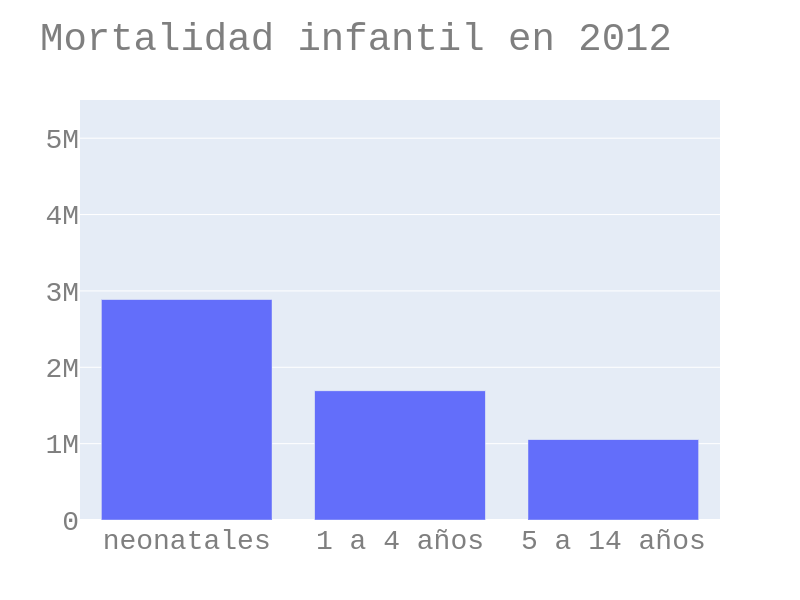 Mortalidad infantil en 2012
5M
4M
3M
2M
1M
0
neonatales 1 a 4 años 5 a 14 años